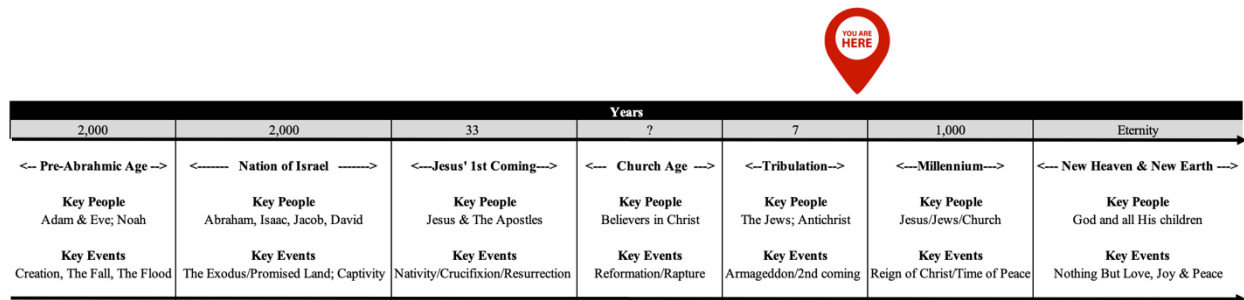 YOU ARE
HERE
Years
2,000 2,000 33 ? 7 1,000 Eternity
<-- Pre-Abrahmic Age --> <------- Nation of Israel -------> <---Jesus' 1st Coming---> <--- Church Age ---> <--Tribulation--> <---Millennium---> <--- New Heaven & New Earth --->
Key People Key People Key People Key People Key People Key People Key People
Adam & Eve; Noah Abraham, Isaac, Jacob, David Jesus & The Apostles Believers in Christ The Jews; Antichrist Jesus/Jews/Church God and all His children
Key Events Key Events Key Events Key Events Key Events Key Events Key Events
Creation, The Fall, The Flood The Exodus/Promised Land; Captivity Nativity/Crucifixion/Resurrection Reformation/Rapture Armageddon/2nd coming Reign of Christ/Time of Peace Nothing But Love, Joy & Peace